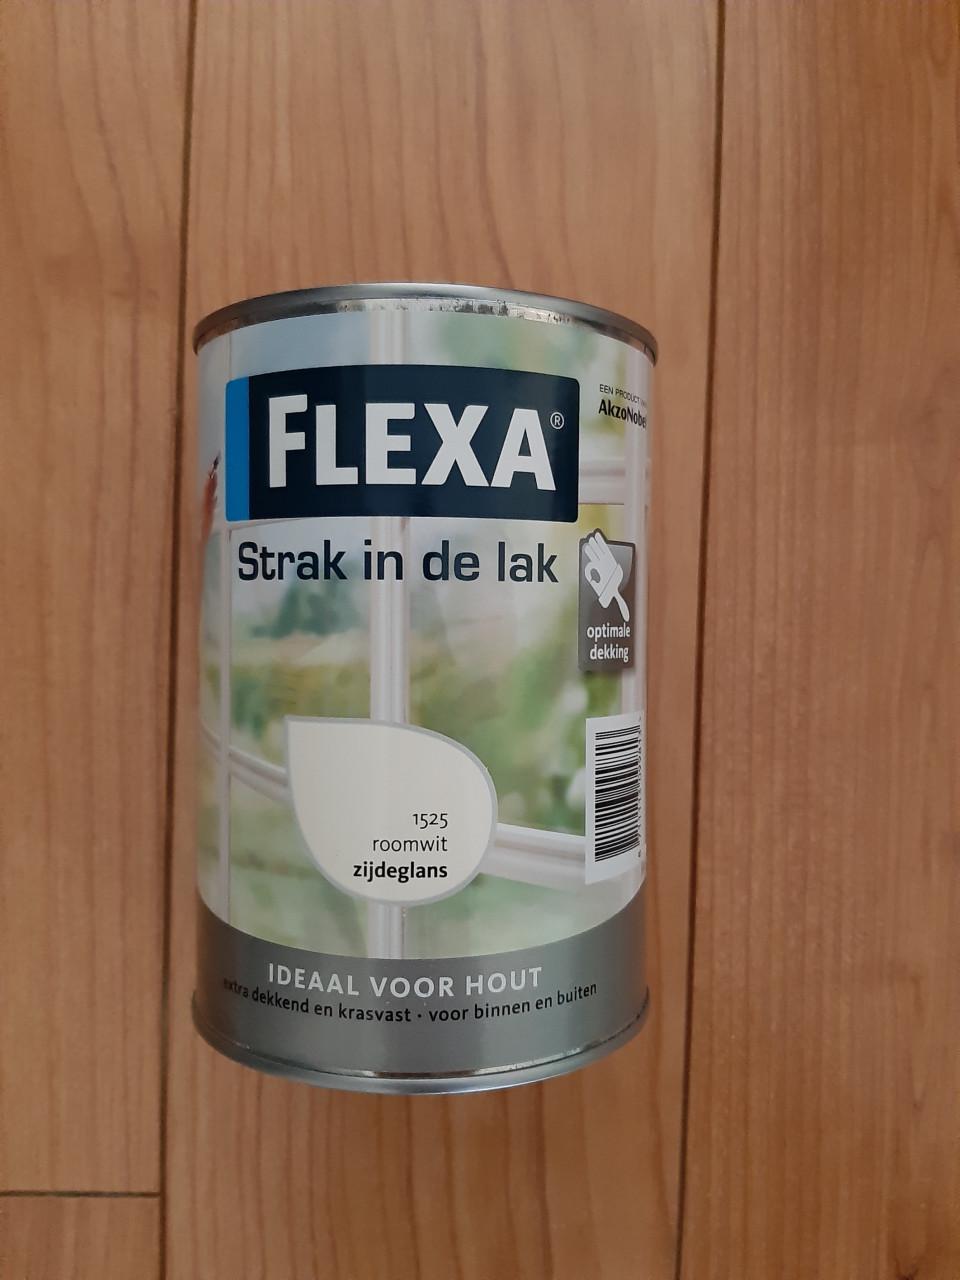 FLEXA®
EEN PRODUCT
AkzoNobel
Strak in de lak
optimale
dekking
1525
roomwit
zijdeglans
IDEAAL VOOR HOUT
extra dekkend en krasvast · voor binnen en buiten